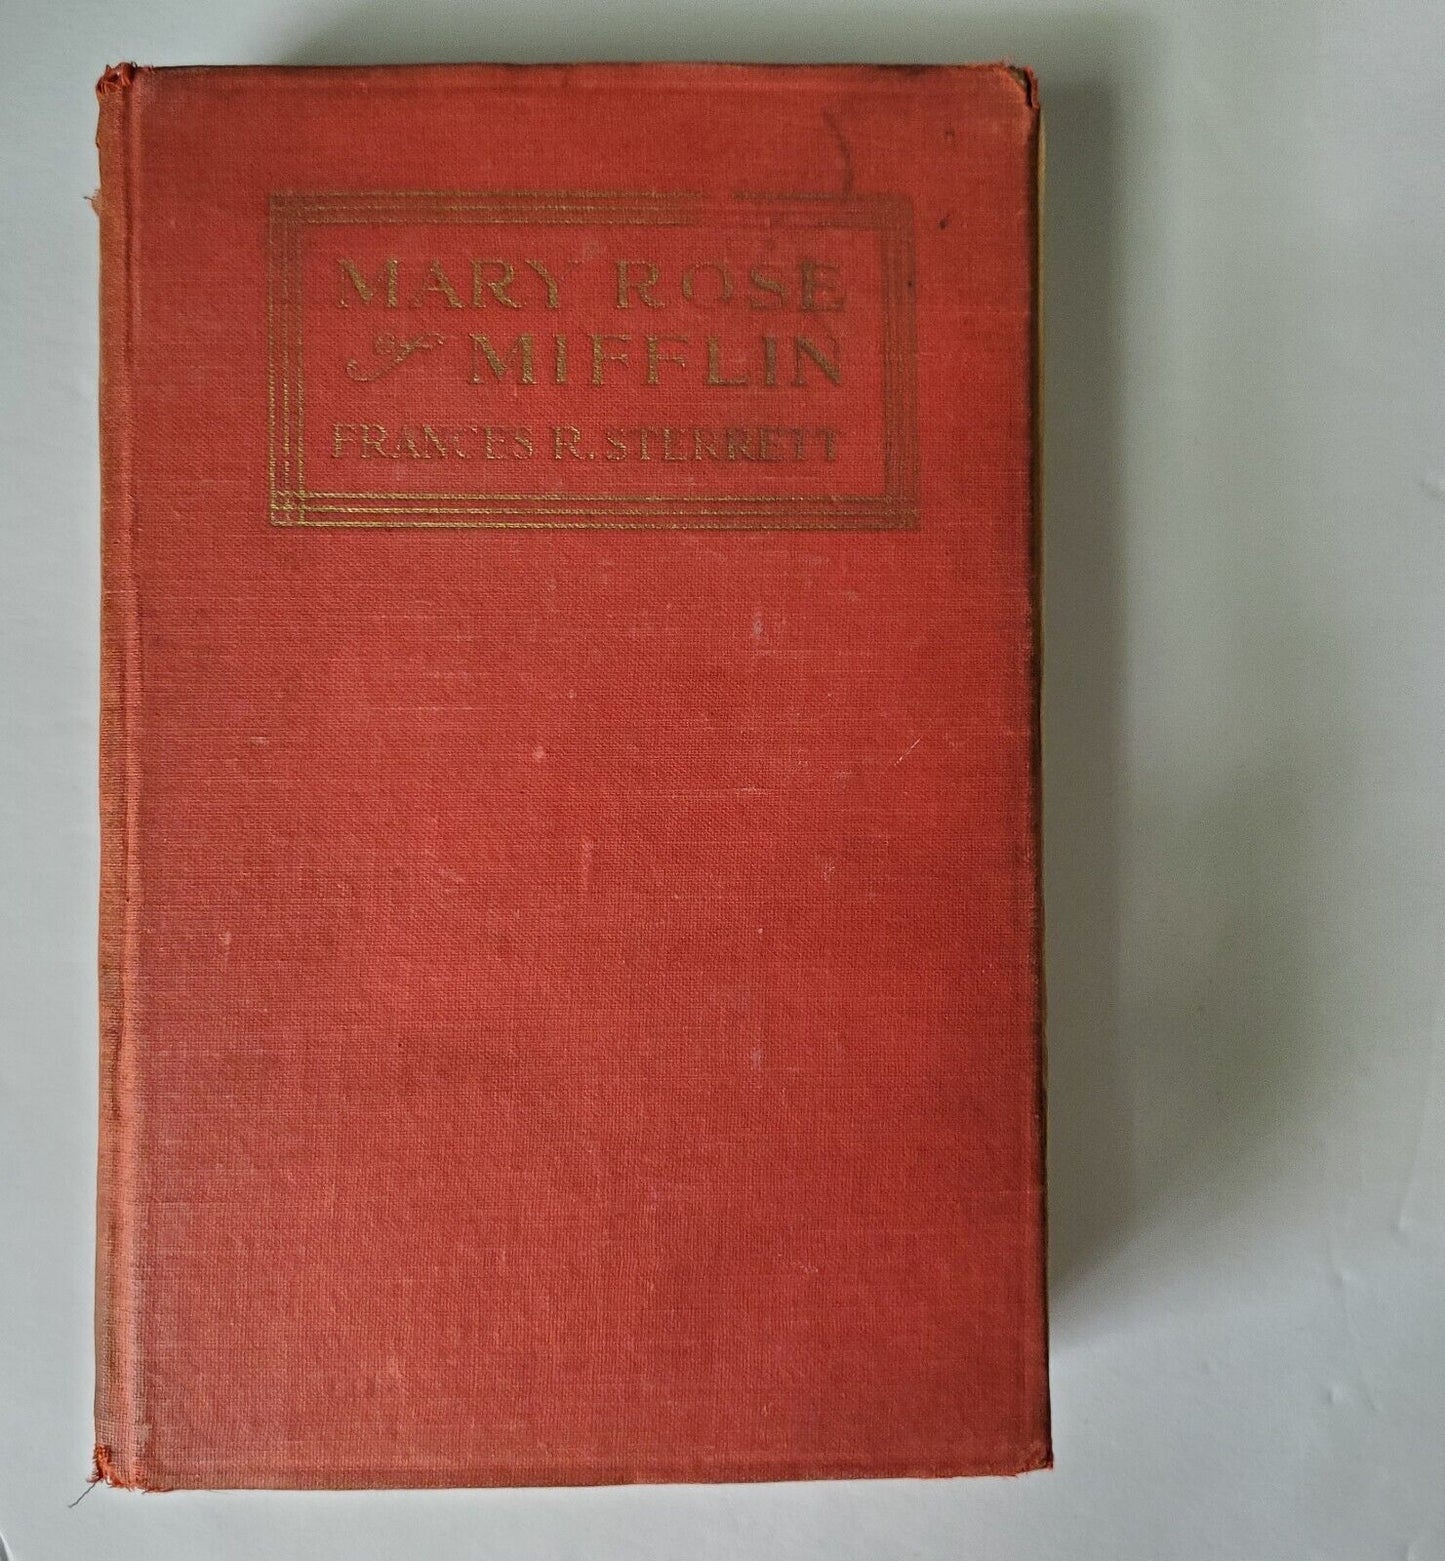 MARY ROSE
of MIFFLIN
FRANCES R. STERRETT